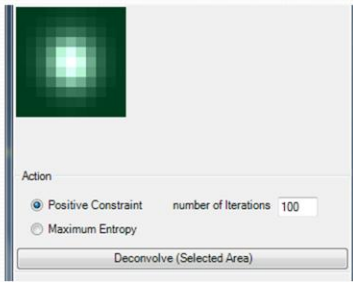 Action
Positive Constraint number of Iterations 100
Maximum Entropy
Deconvolve (Selected Area)